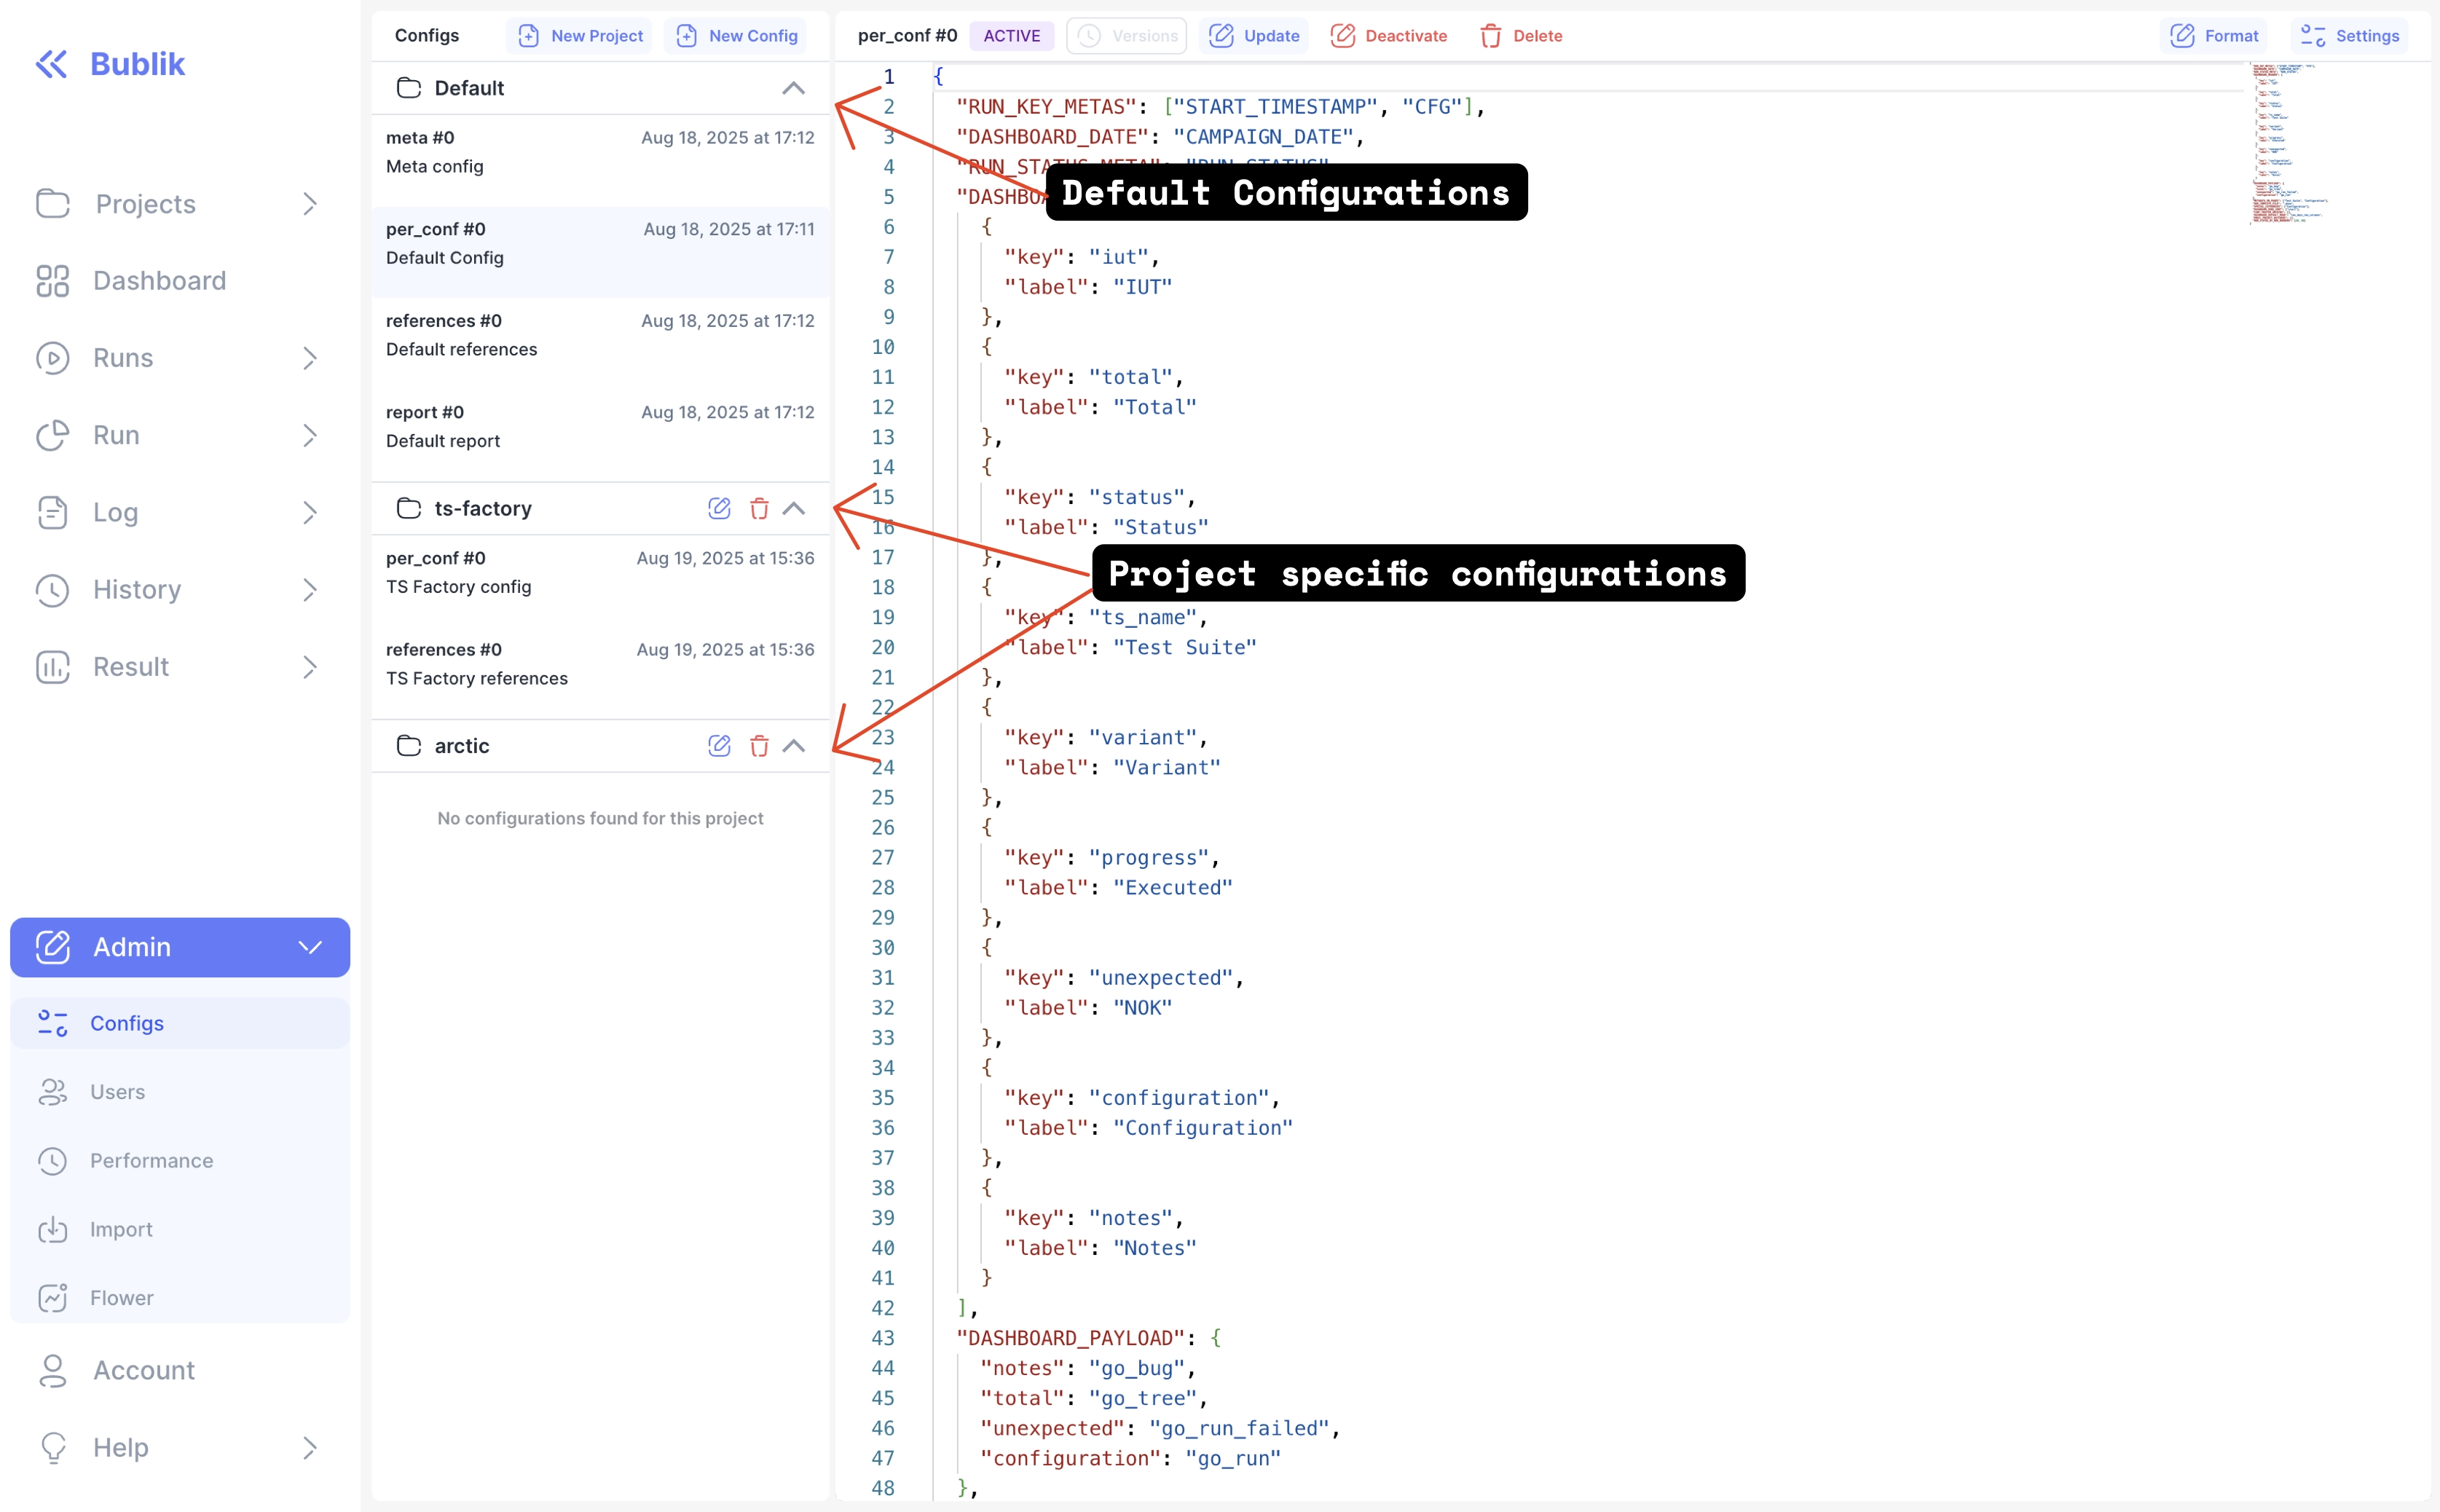 Bublik
Projects
Dashboard
Runs
Run
Log
History
Result
Admin
Configs
Users
Performance
Import
Flower
Account
Help
Configs New Project New Config
Default
meta #0 Aug 18, 2025 at 17:12
Meta config
per_conf #0 Aug 18, 2025 at 17:11
Default Config
references #0 Aug 18, 2025 at 17:12
Default references
report #0 Aug 18, 2025 at 17:12
Default report
ts-factory
per_conf #0 Aug 19, 2025 at 15:36
TS Factory config
references #0 Aug 19, 2025 at 15:36
TS Factory references
arctic
No configurations found for this project
per_conf #0 ACTIVE Versions Update Deactivate Delete Format Settings
1 {
2 "RUN_KEY_METAS": ["START_TIMESTAMP", "CFG"],
3 "DASHBOARD_DATE": "CAMPAIGN_DATE",
4 "RUN_STATUS_META": "RUN_STATUS",
5 "DASHBO
Default Configurations
6 {
7 "key": "iut",
8 "label": "IUT"
9 },
10 {
11 "key": "total",
12 "label": "Total"
13 },
14 {
15 "key": "status",
16 "label": "Status"
17 },
Project specific configurations
18 {
19 "key": "ts_name",
20 "label": "Test Suite"
21 },
22 {
23 "key": "variant",
24 "label": "Variant"
25 },
26 {
27 "key": "progress",
28 "label": "Executed"
29 },
30 {
31 "key": "unexpected",
32 "label": "NOK"
33 },
34 {
35 "key": "configuration",
36 "label": "Configuration"
37 },
38 {
39 "key": "notes",
40 "label": "Notes"
41 }
42 ],
43 "DASHBOARD_PAYLOAD": {
44 "notes": "go_bug",
45 "total": "go_tree",
46 "unexpected": "go_run_failed",
47 "configuration": "go_run"
48 },